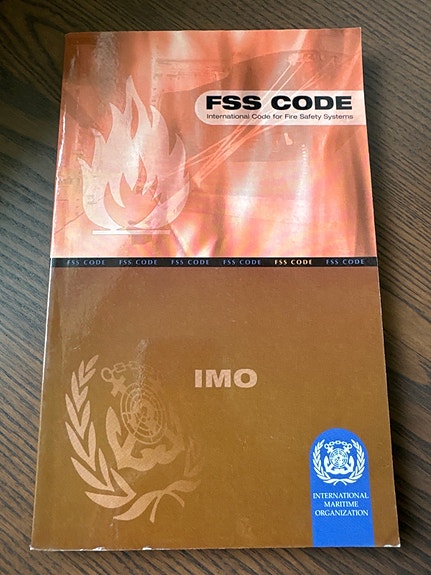 FSS CODE
International Code for Fire Safety Systems
FSS CODE FSS CODE FSS CODE FSS CODE FSS CODE FSS CODE
IMO
INTERNATIONAL
MARITIME
ORGANIZATION